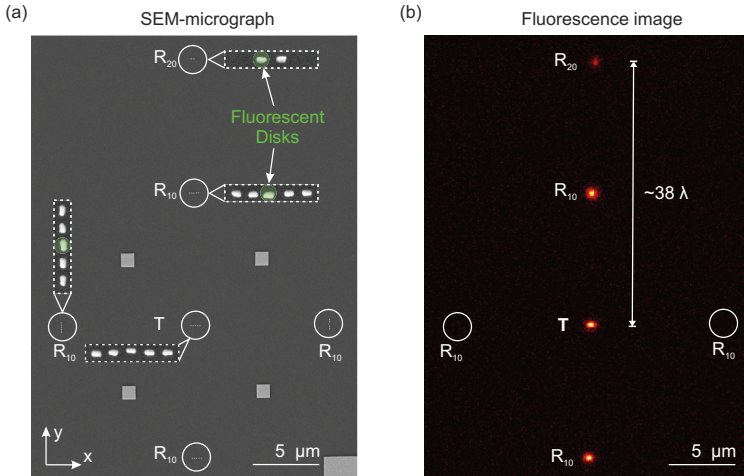 (a)
SEM-micrograph
R₂₀
Fluorescent
Disks
R₁₀
T
R₁₀
R₁₀
R₁₀
y
x
5 μm
(b)
Fluorescence image
R₂₀
R₁₀
~38 λ
T
R₁₀
R₁₀
R₁₀
5 μm